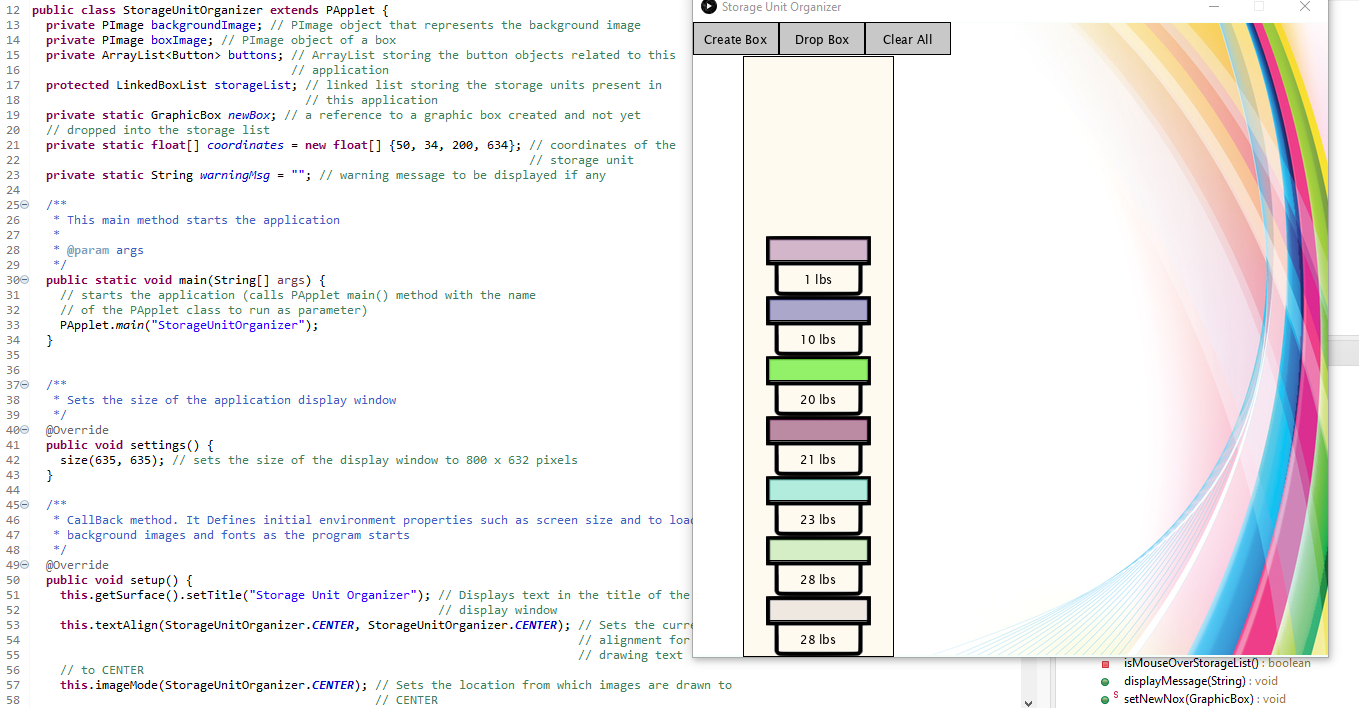 12 public class StorageUnitOrganizer extends PApplet {
13 private PImage backgroundImage; // PImage object that represents the background image
14 private PImage boxImage; // PImage object of a box
15 private ArrayList<Button> buttons; // ArrayList storing the button objects related to this
16 // application
17 protected LinkedBoxList storageList; // linked list storing the storage units present in
18 // this application
19 private static GraphicBox newBox; // a reference to a graphic box created and not yet
20 // dropped into the storage list
21 private static float[] coordinates = new float[] {50, 34, 200, 634}; // coordinates of the
22 // storage unit
23 private static String warningMsg = ""; // warning message to be displayed if any
24
25 /**
26 * This main method starts the application
27 *
28 * @param args
29 */
30 public static void main(String[] args) {
31 // starts the application (calls PApplet main() method with the name
32 // of the PApplet class to run as parameter)
33 PApplet.main("StorageUnitOrganizer");
34 }
35
36
37 /**
38 * Sets the size of the application display window
39 */
40 @Override
41 public void settings() {
42 size(635, 635); // sets the size of the display window to 800 x 632 pixels
43 }
44
45 /**
46 * CallBack method. It Defines initial environment properties such as screen size and to load
47 * background images and fonts as the program starts
48 */
49 @Override
50 public void setup() {
51 this.getSurface().setTitle("Storage Unit Organizer"); // Displays text in the title of the
52 // display window
53 this.textAlign(StorageUnitOrganizer.CENTER, StorageUnitOrganizer.CENTER); // Sets the curre
54 // alignment for
55 // drawing text
56 // to CENTER
57 this.imageMode(StorageUnitOrganizer.CENTER); // Sets the location from which images are drawn to
58 // CENTER
Storage Unit Organizer
Create Box Drop Box Clear All
1 lbs
10 lbs
20 lbs
21 lbs
23 lbs
28 lbs
28 lbs
isMouseOverStorageList() : boolean
displayMessage(String) : void
S setNewNox(GraphicBox) : void